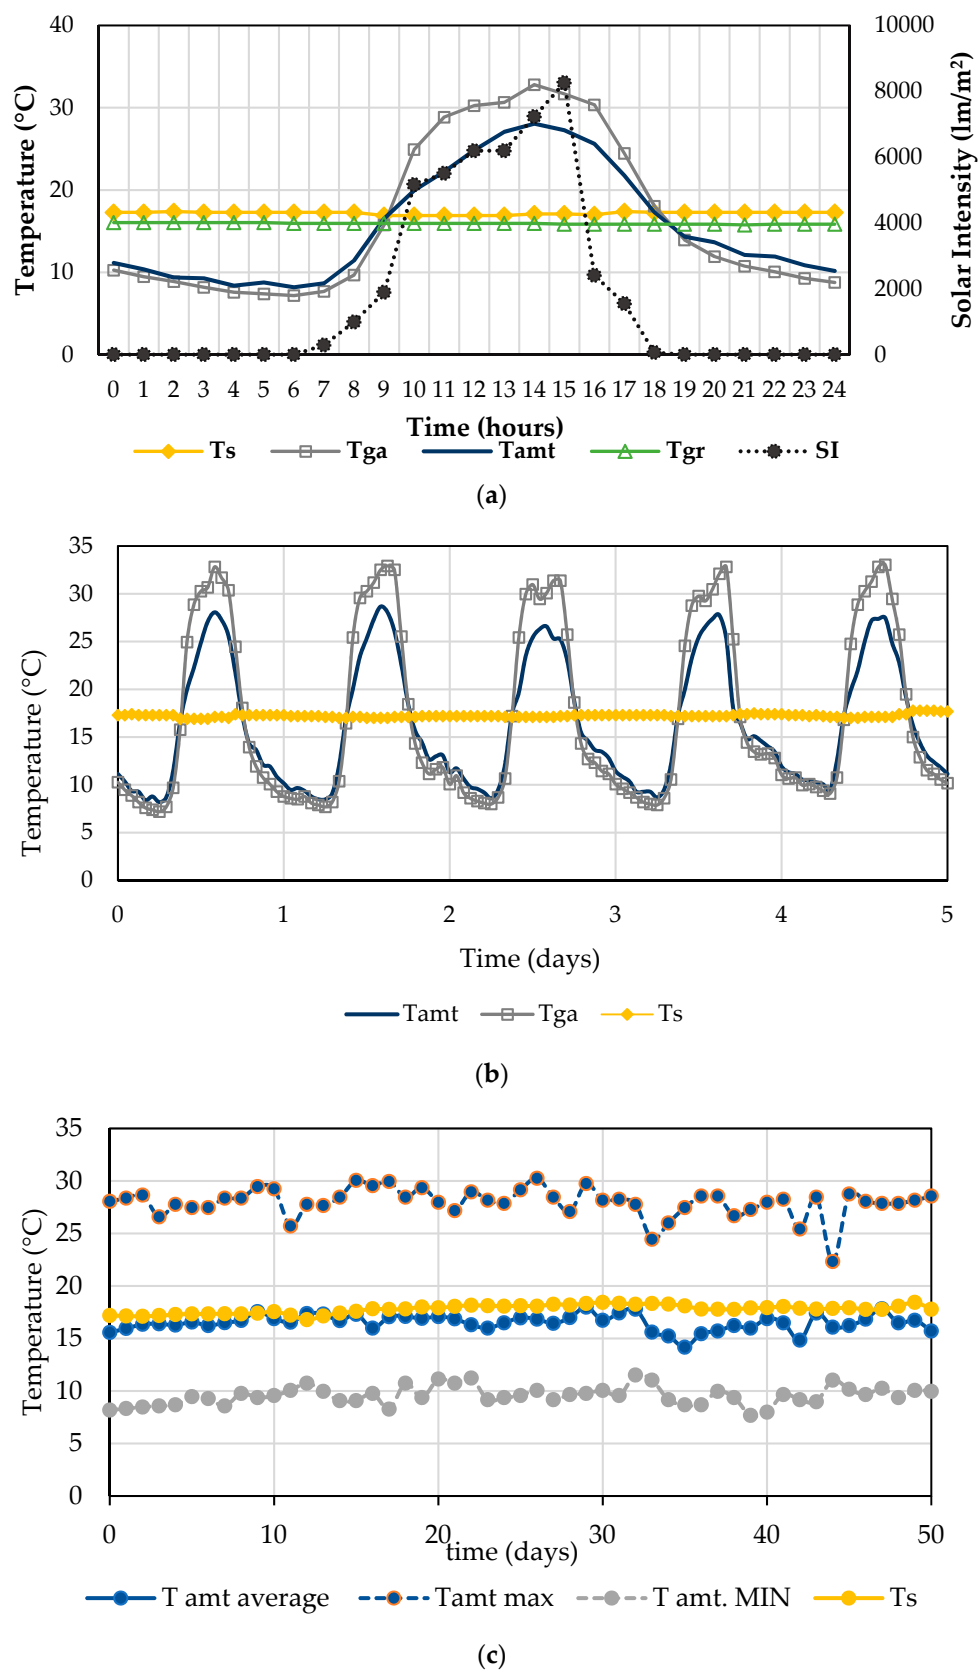 40
30
20
10
0
Temperature (°C)
10000
8000
6000
4000
2000
0
Solar Intensity (lm/m²)
0 1 2 3 4 5 6 7 8 9 10 11 12 13 14 15 16 17 18 19 20 21 22 23 24
Time (hours)
Ts Tga Tamt Tgr SI
(a)
35
30
25
20
15
10
5
0
Temperature (°C)
0 1 2 3 4 5
Time (days)
Tamt Tga Ts
(b)
35
30
25
20
15
10
5
0
Temperature (°C)
0 10 20 30 40 50
time (days)
T amt average Tamt max T amt. MIN Ts
(c)